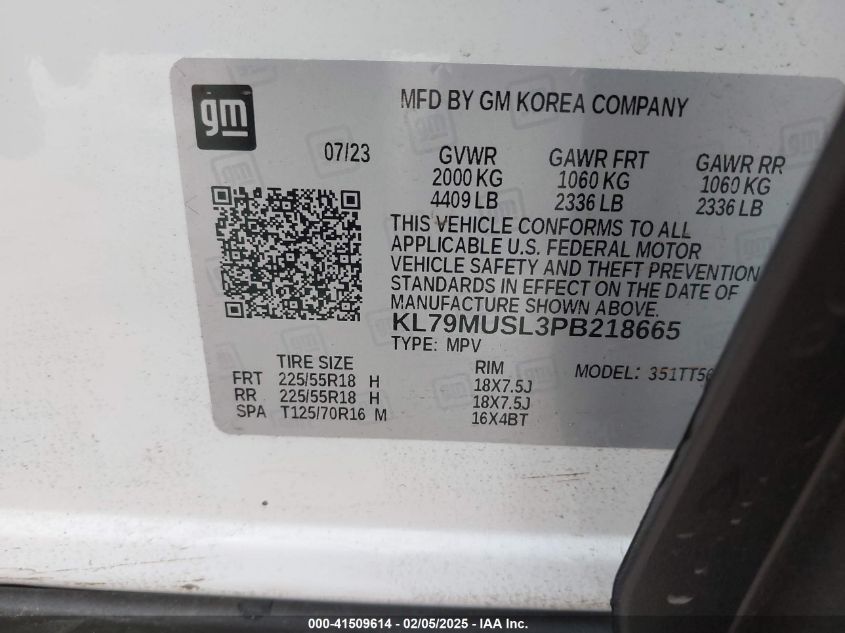 gm
MFD BY GM KOREA COMPANY
07/23
GVWR GAWR FRT GAWR RR
2000 KG 1060 KG 1060 KG
4409 LB 2336 LB 2336 LB
THIS VEHICLE CONFORMS TO ALL
APPLICABLE U.S. FEDERAL MOTOR
VEHICLE SAFETY AND THEFT PREVENTION
STANDARDS IN EFFECT ON THE DATE OF
MANUFACTURE SHOWN ABOVE.
KL79MUSL3PB218665
TYPE: MPV
TIRE SIZE RIM MODEL:
FRT 225/55R18 H 18X7.5J
RR 225/55R18 H 18X7.5J
SPA T125/70R16 M 16X4BT
000-41509614 / 02/05/2025 - IAA Inc.